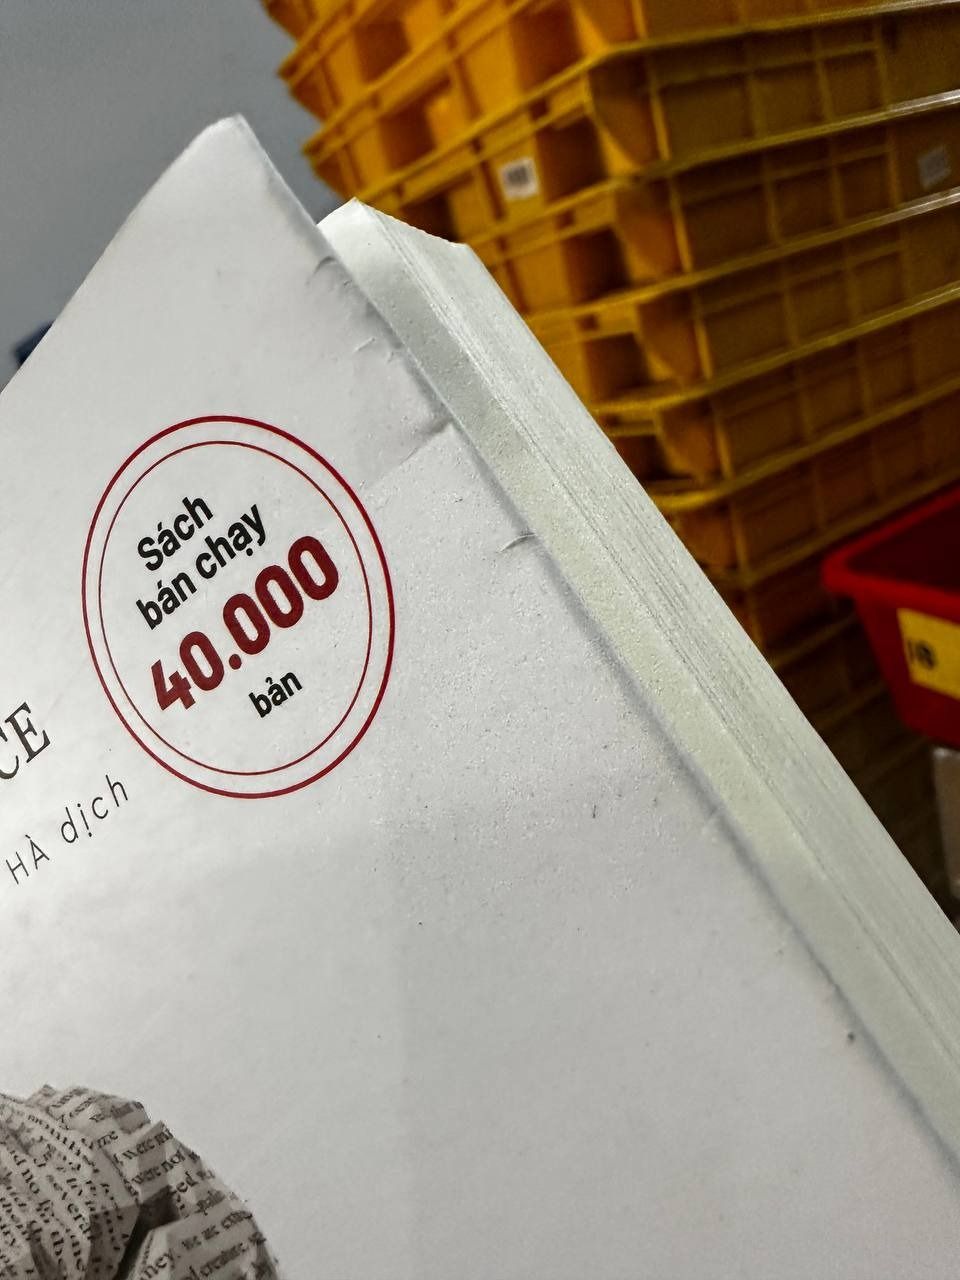 Sách
bán chạy
40.000
bản
CE
HÀ dịch